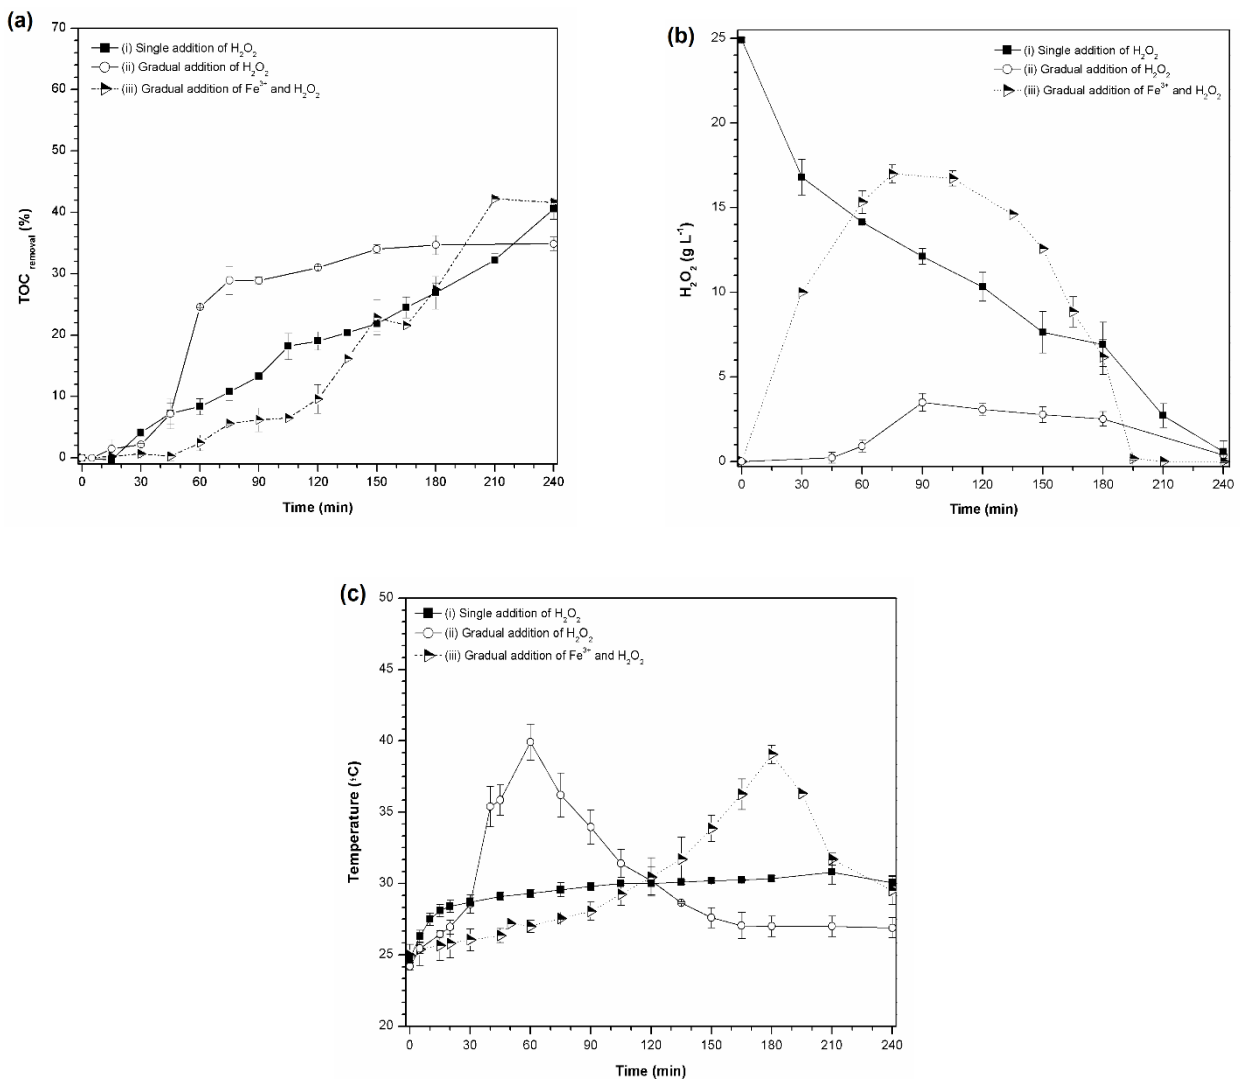 (a)
70
60
50
40
30
20
10
0
TOC removal (%)
(i) Single addition of H2O2
(ii) Gradual addition of H2O2
(iii) Gradual addition of Fe3+ and H2O2
0 30 60 90 120 150 180 210 240
Time (min)
(b)
25
20
15
10
5
0
H2O2 (g L-1)
(i) Single addition of H2O2
(ii) Gradual addition of H2O2
(iii) Gradual addition of Fe3+ and H2O2
0 30 60 90 120 150 180 210 240
Time (min)
(c)
50
45
40
35
30
25
20
Temperature (°C)
(i) Single addition of H2O2
(ii) Gradual addition of H2O2
(iii) Gradual addition of Fe3+ and H2O2
0 30 60 90 120 150 180 210 240
Time (min)